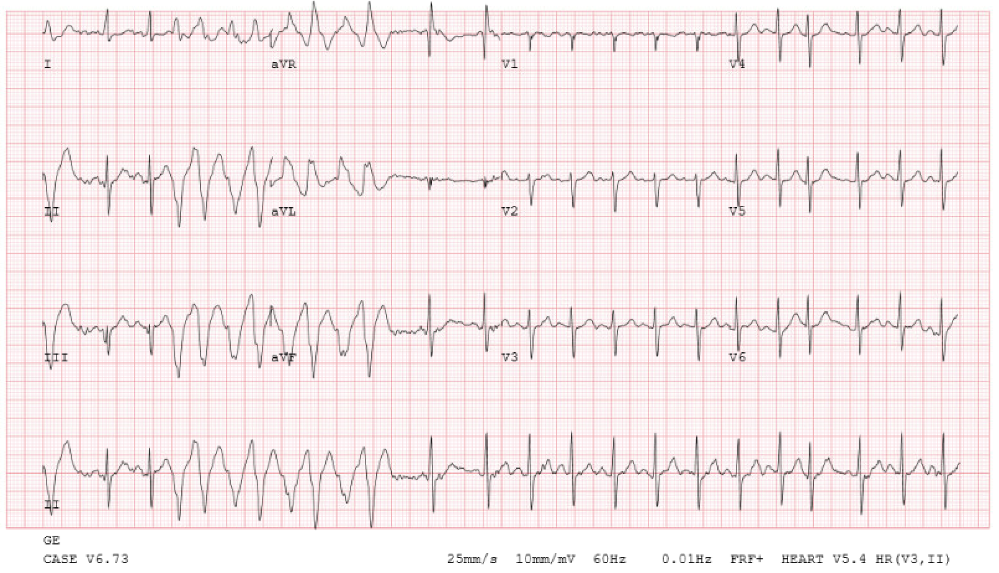 I aVR V1 V4
II aVL V2 V5
III aVF V3 V6
II
GE
CASE V6.73 25mm/s 10mm/mV 60Hz 0.01Hz FRF+ HEART V5.4 HR(V3,II)